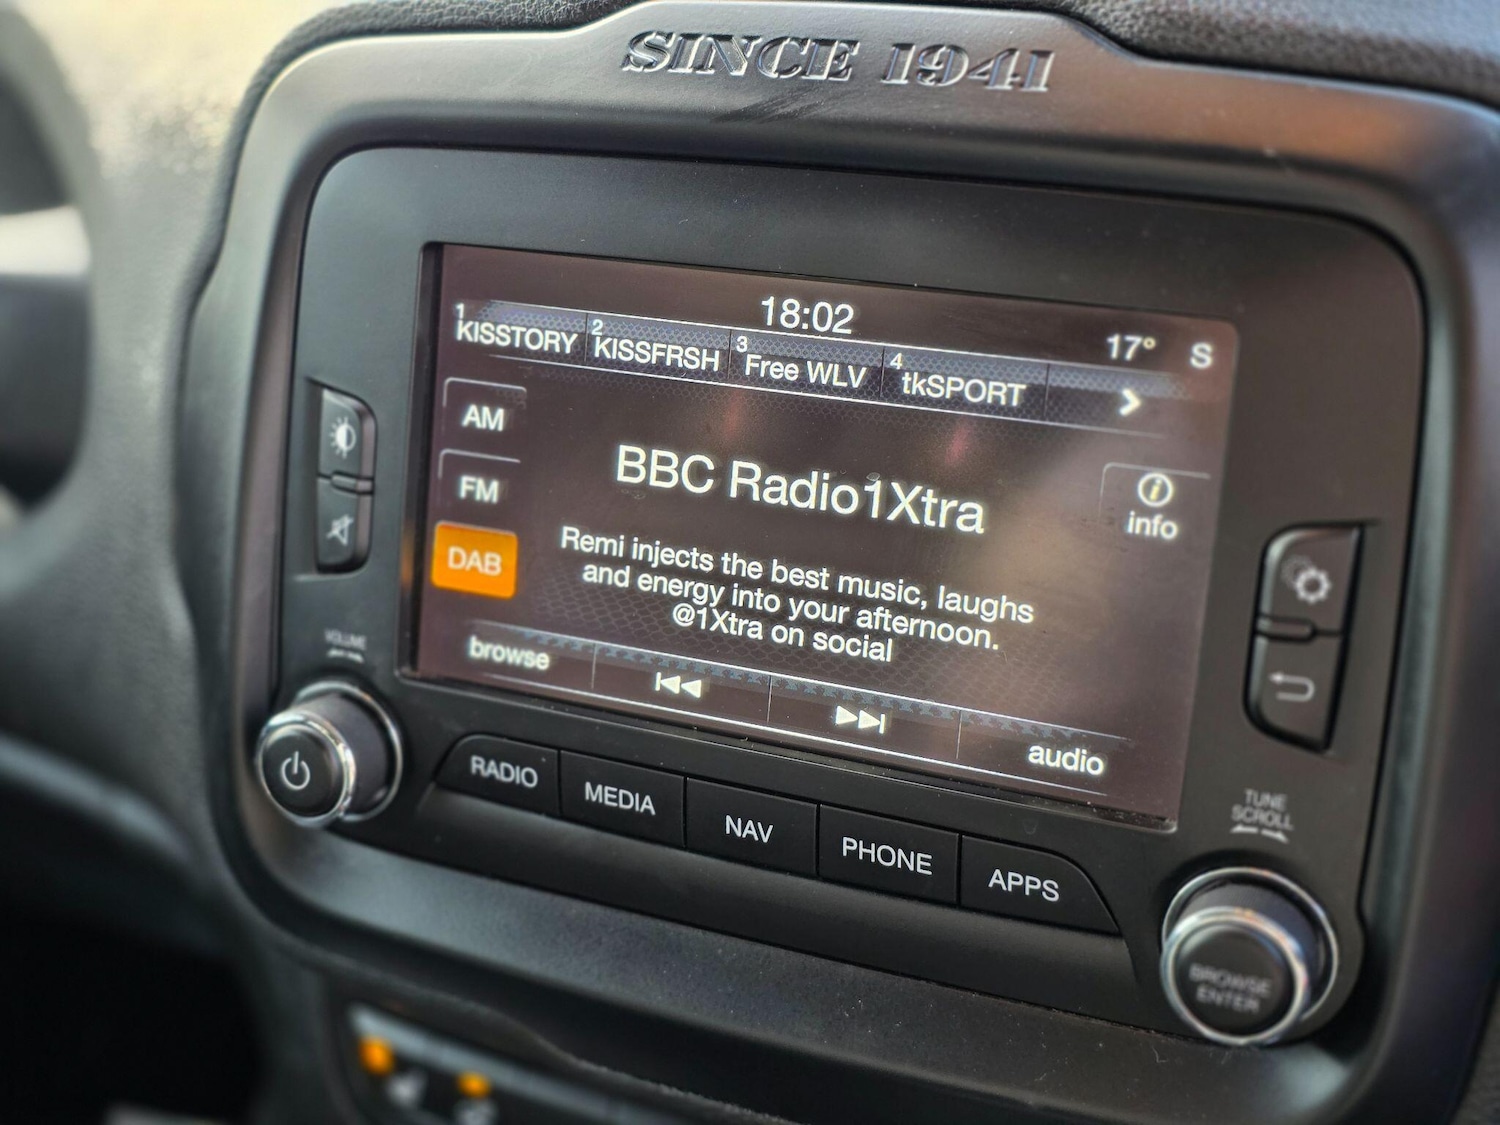 SINCE 1941
18:02
17° S
1 KISSTORY
2 KISSFRSH
3 Free WLV
4 tkSPORT
AM
FM
DAB
BBC Radio1Xtra
info
Remi injects the best music, laughs
and energy into your afternoon.
@1Xtra on social
browse
audio
VOLUME
RADIO
MEDIA
NAV
PHONE
APPS
TUNE
SCROLL
BROWSE
ENTER